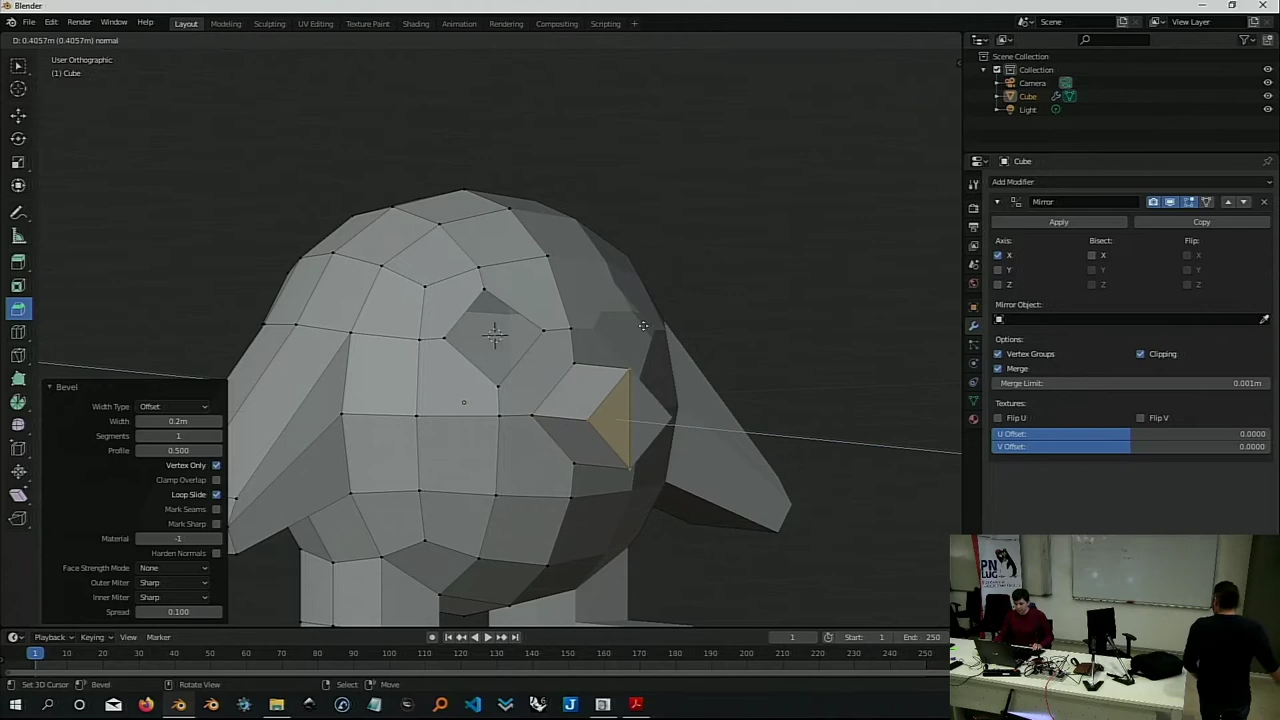 Blender
File Edit Render Window Help
Layout Modeling Sculpting UV Editing Texture Paint Shading Animation Rendering Compositing Scripting +
Scene
View Layer
D: 0.4057m (0.4057m) normal
User Orthographic
(1) Cube
Scene Collection
Collection
Camera
Cube
Light
Cube
Add Modifier
Mirror
Apply Copy
Axis: Bisect: Flip:
X X X
Y Y Y
Z Z Z
Mirror Object:
Options:
Vertex Groups Clipping
Merge
Merge Limit: 0.001m
Textures:
Flip U Flip V
U Offset: 0.0000
V Offset: 0.0000
Bevel
Width Type Offset
Width 0.2m
Segments 1
Profile 0.500
Vertex Only
Clamp Overlap
Loop Slide
Mark Seams
Mark Sharp
Material -1
Harden Normals
Face Strength Mode None
Outer Miter Sharp
Inner Miter Sharp
Spread 0.100
PN
LUG
Playback Keying View Marker
1 Start: 1 End: 250
1 10 20 30 40 50 60 70 80 90 100 110 120 130 140 150 160 170 180 190 200 210 220 230 240 250
Set 3D Cursor Bevel Rotate View Select Move